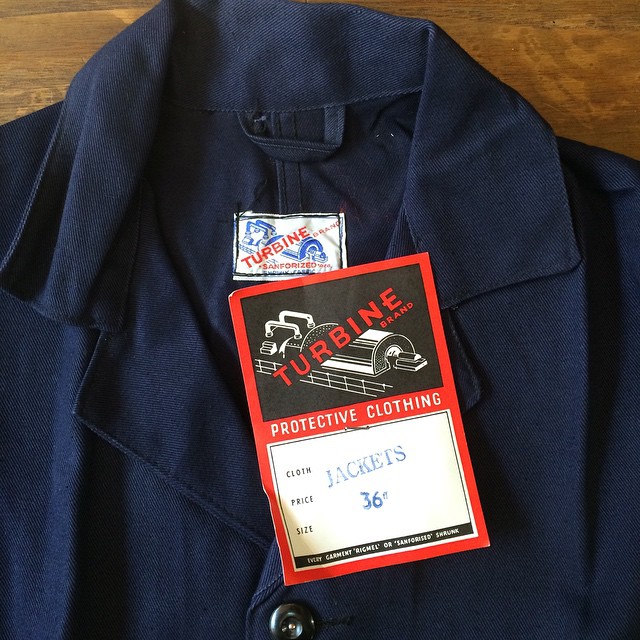 TURBINE
BRAND
SANFORIZED
TURBINE
BRAND
PROTECTIVE CLOTHING
CLOTH JACKETS
PRICE 36"
SIZE
EVERY GARMENT 'RIGMEL' OR 'SANFORISED' SHRUNK